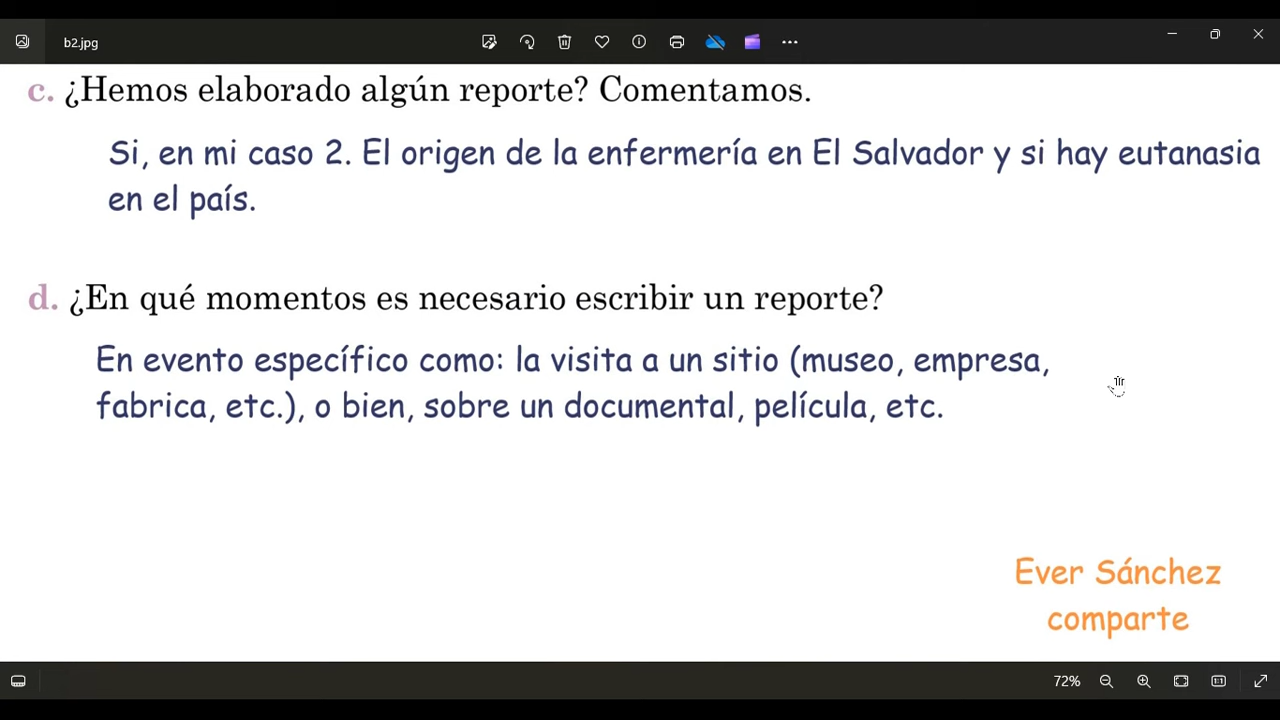 b2.jpg
c. ¿Hemos elaborado algún reporte? Comentamos.
Si, en mi caso 2. El origen de la enfermería en El Salvador y si hay eutanasia
en el país.
d. ¿En qué momentos es necesario escribir un reporte?
En evento específico como: la visita a un sitio (museo, empresa,
fabrica, etc.), o bien, sobre un documental, película, etc.
Ever Sánchez
comparte
72%